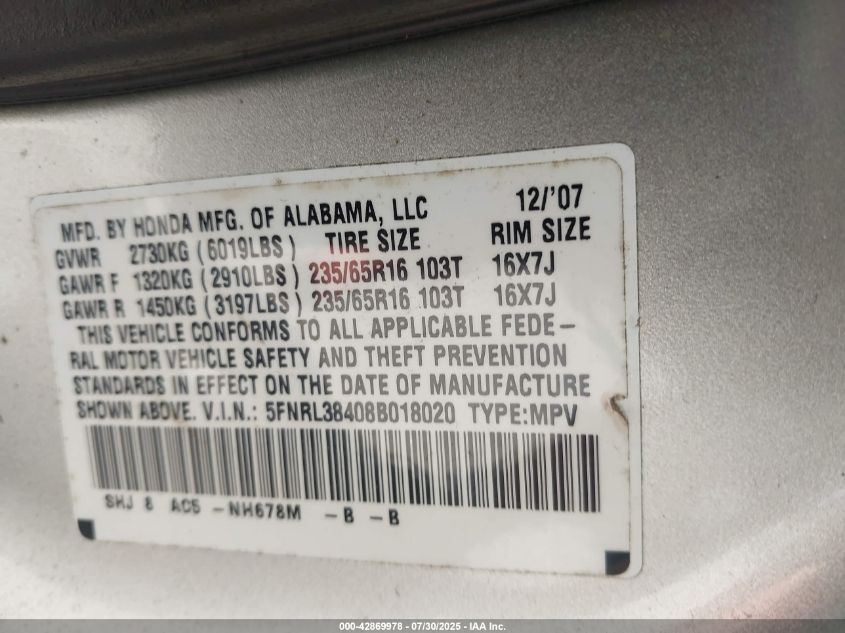 MFD. BY HONDA MFG. OF ALABAMA, LLC 12/'07
GVWR 2730KG (6019LBS) TIRE SIZE RIM SIZE
GAWR F 1320KG (2910LBS) 235/65R16 103T 16X7J
GAWR R 1450KG (3197LBS) 235/65R16 103T 16X7J
THIS VEHICLE CONFORMS TO ALL APPLICABLE FEDE-
RAL MOTOR VEHICLE SAFETY AND THEFT PREVENTION
STANDARDS IN EFFECT ON THE DATE OF MANUFACTURE
SHOWN ABOVE. V.I.N.: 5FNRL38408B018020 TYPE:MPV
SHJ 8 AC5 -NH678M -B -B
000-42869978 - 07/30/2025 - IAA Inc.